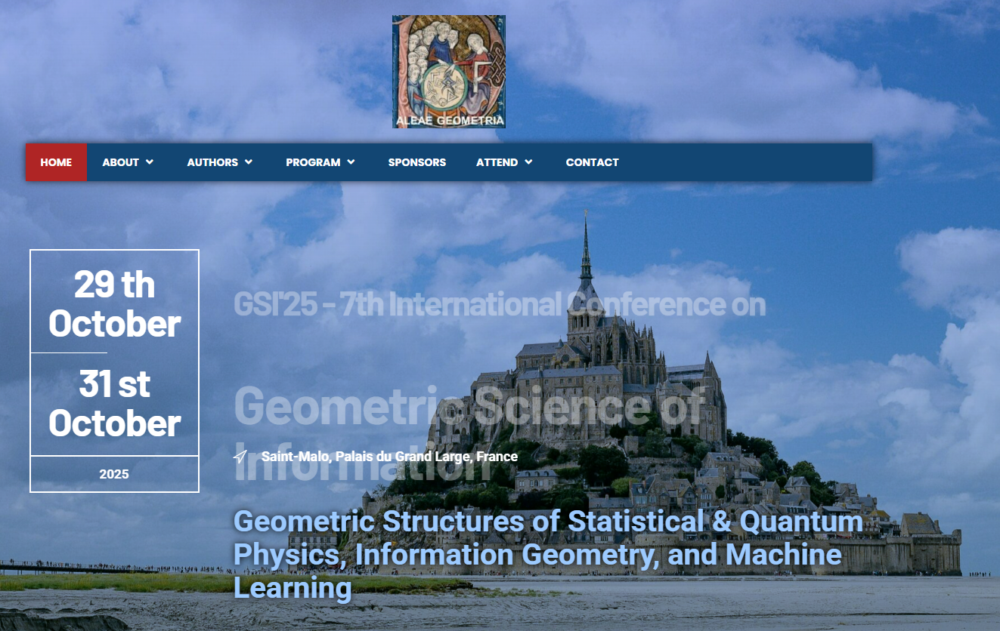 ALEAE GEOMETRIA
HOME ABOUT AUTHORS PROGRAM SPONSORS ATTEND CONTACT
29 th
October
31 st
October
2025
GSI'25 - 7th International Conference on
Geometric Science of
Information
Saint-Malo, Palais du Grand Large, France
Geometric Structures of Statistical & Quantum
Physics, Information Geometry, and Machine
Learning